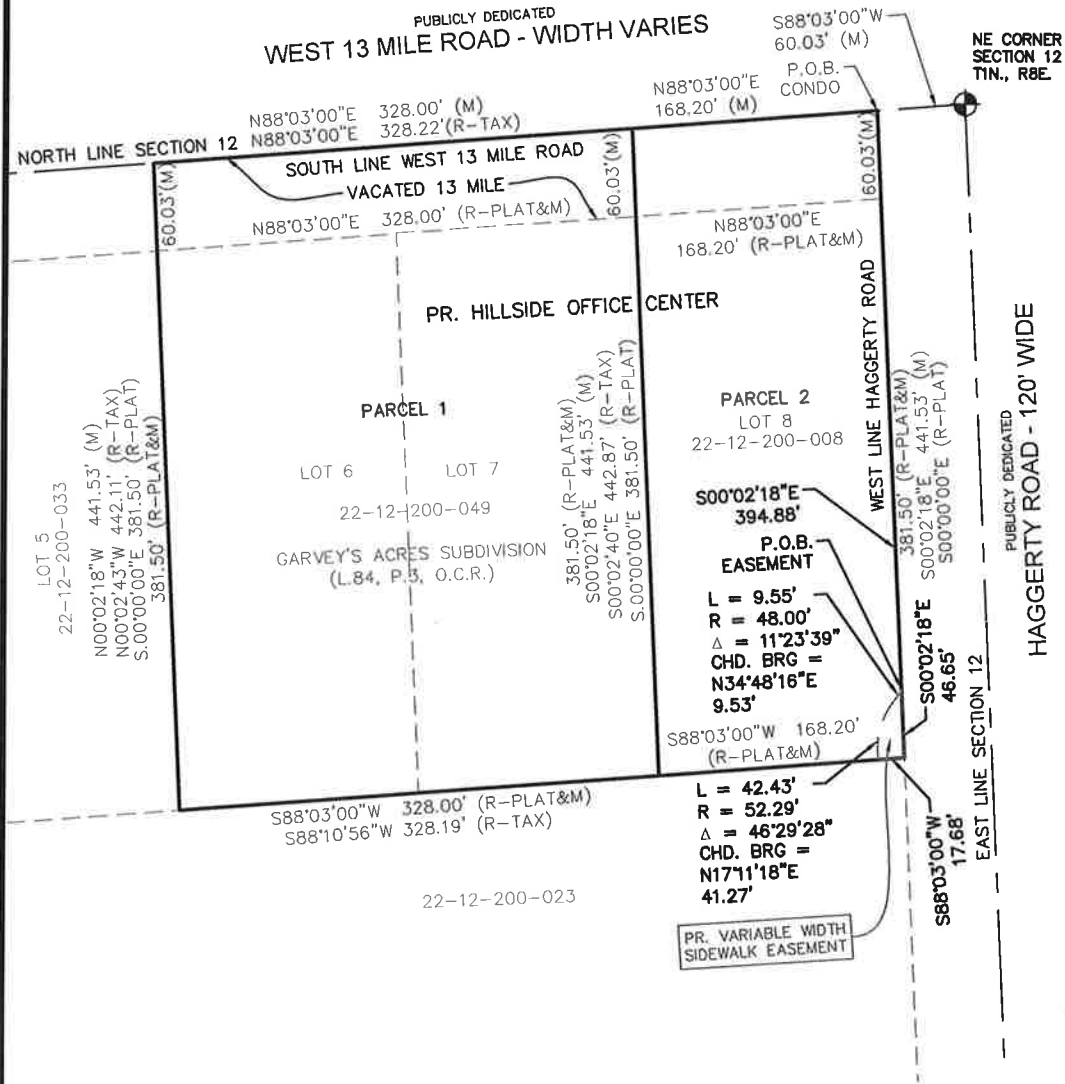 PUBLICLY DEDICATED
WEST 13 MILE ROAD - WIDTH VARIES
S88°03'00"W
60.03' (M)
NE CORNER
SECTION 12
T1N., R8E.
P.O.B.
CONDO
N88°03'00"E 328.00' (M)
N88°03'00"E 328.22'(R-TAX)
N88°03'00"E
168.20' (M)
NORTH LINE SECTION 12
SOUTH LINE WEST 13 MILE ROAD
VACATED 13 MILE
60.03'(M)
60.03'(M)
60.03'(M)
N88°03'00"E 328.00' (R-PLAT&M)
N88°03'00"E
168.20' (R-PLAT&M)
PR. HILLSIDE OFFICE CENTER
WEST LINE HAGGERTY ROAD
PARCEL 1
LOT 6
LOT 7
22-12-200-049
GARVEY'S ACRES SUBDIVISION
(L.84, P.3, O.C.R.)
LOT 5
22-12-200-033
N00°02'18"W 441.53' (M)
N00°02'43"W 442.11' (R-TAX)
S.00°00'00"E 381.50' (R-PLAT)
381.50' (R-PLAT&M)
381.50' (R-PLAT&M)
S00°02'18"E 441.53' (M)
S00°02'40"E 442.87' (R-TAX)
S.00°00'00"E 381.50' (R-PLAT)
PARCEL 2
LOT 8
22-12-200-008
S00°02'18"E
394.88'
P.O.B.
EASEMENT
L = 9.55'
R = 48.00'
Δ = 11°23'39"
CHD. BRG =
N34°48'16"E
9.53'
381.50' (R-PLAT&M)
S00°02'18"E 441.53' (M)
S00°00'00"E (R-PLAT)
PUBLICLY DEDICATED
HAGGERTY ROAD - 120' WIDE
S00°02'18"E
46.65'
EAST LINE SECTION 12
S88°03'00"W 168.20'
(R-PLAT&M)
S88°03'00"W 328.00' (R-PLAT&M)
S88°10'56"W 328.19' (R-TAX)
L = 42.43'
R = 52.29'
Δ = 46°29'28"
CHD. BRG =
N17°11'18"E
41.27'
S88°03'00"W
17.68'
22-12-200-023
PR. VARIABLE WIDTH
SIDEWALK EASEMENT